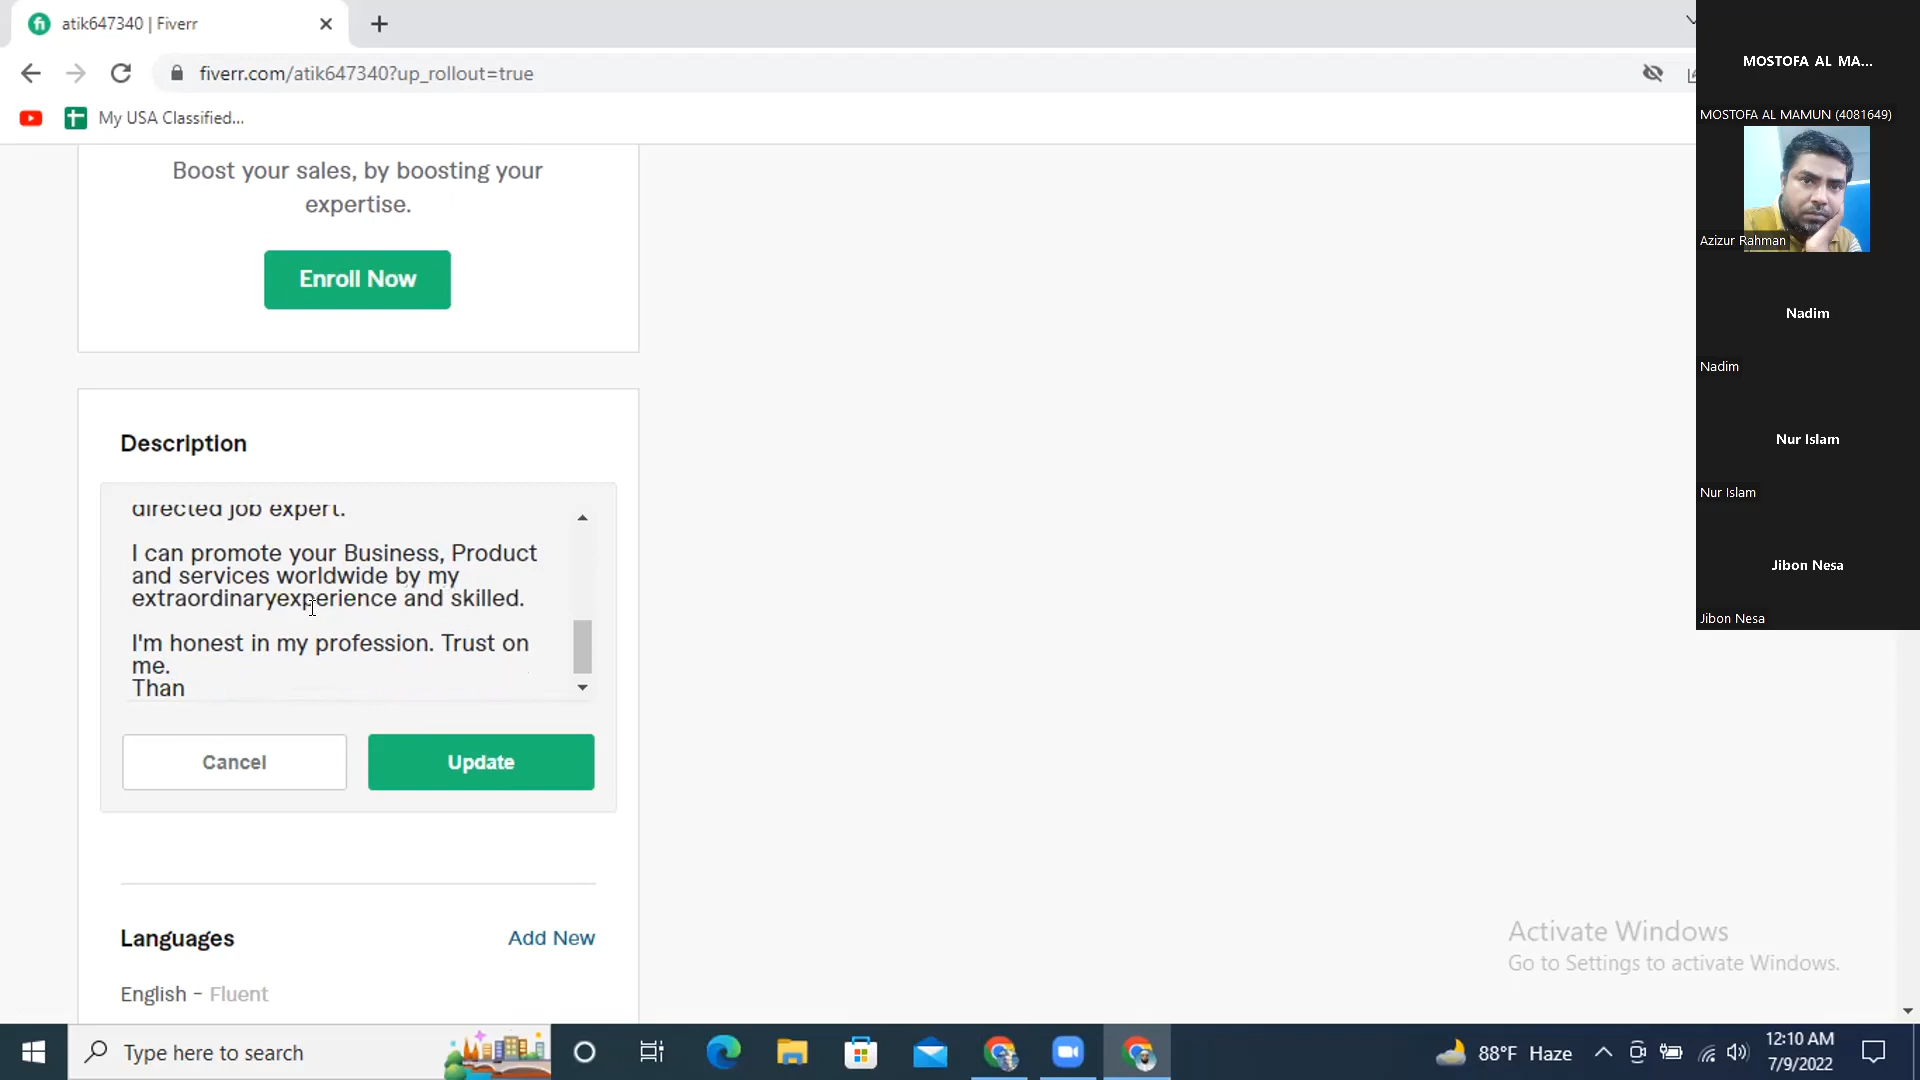 atik647340 | Fiverr
fiverr.com/atik647340?up_rollout=true
My USA Classified...
Boost your sales, by boosting your
expertise.
Enroll Now
Description
directed job expert.
I can promote your Business, Product
and services worldwide by my
extraordinaryexperience and skilled.
I'm honest in my profession. Trust on
me.
Than
Cancel
Update
Languages
Add New
English - Fluent
MOSTOFA AL MA...
MOSTOFA AL MAMUN (4081649)
Azizur Rahman
Nadim
Nadim
Nur Islam
Nur Islam
Jibon Nesa
Jibon Nesa
Activate Windows
Go to Settings to activate Windows.
Type here to search
88°F Haze
12:10 AM
7/9/2022